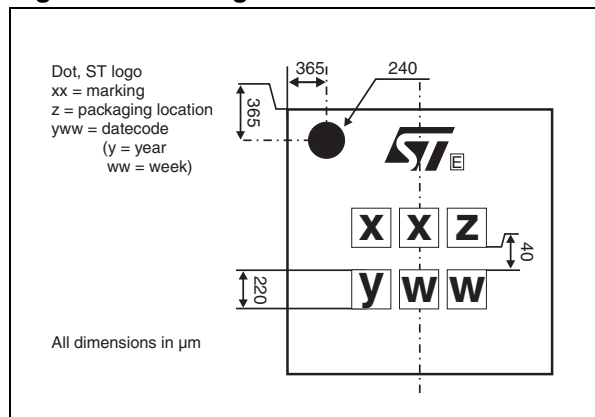 Dot, ST logo
xx = marking
z = packaging location
yww = datecode
(y = year
ww = week)
365
240
365
ST
E
x x z
40
y w w
220
All dimensions in µm